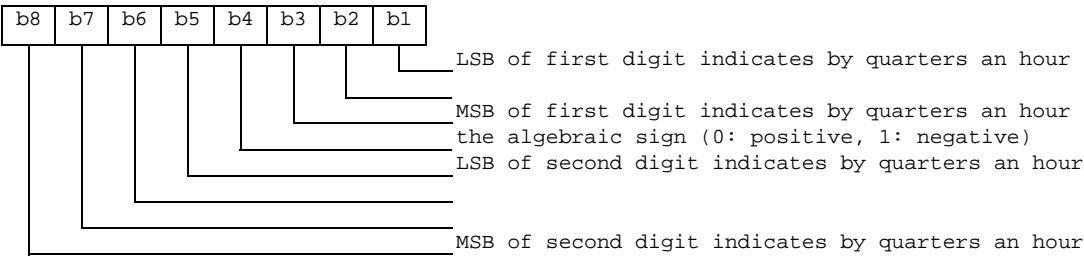 b8 b7 b6 b5 b4 b3 b2 b1
LSB of first digit indicates by quarters an hour
MSB of first digit indicates by quarters an hour
the algebraic sign (0: positive, 1: negative)
LSB of second digit indicates by quarters an hour
MSB of second digit indicates by quarters an hour